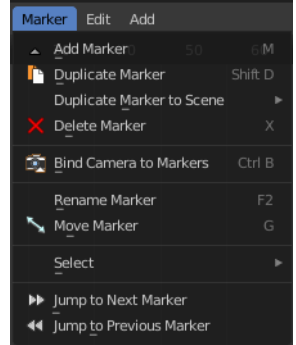 Marker Edit Add
Add Marker M
Duplicate Marker Shift D
Duplicate Marker to Scene
Delete Marker X
Bind Camera to Markers Ctrl B
Rename Marker F2
Move Marker G
Select
Jump to Next Marker
Jump to Previous Marker